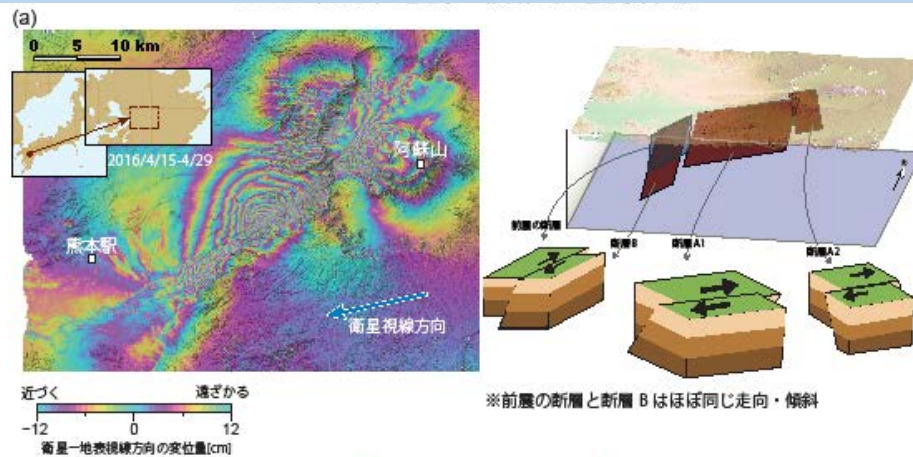 (a)
0 5 10 km
2016/4/15-4/29
阿蘇山
熊本駅
衛星視線方向
近づく 遠ざかる
-12 0 12
衛星ー地表視線方向の変位量[cm]
前震の断層
断層B
断層A1
断層A2
※前震の断層と断層 B はほぼ同じ走向・傾斜